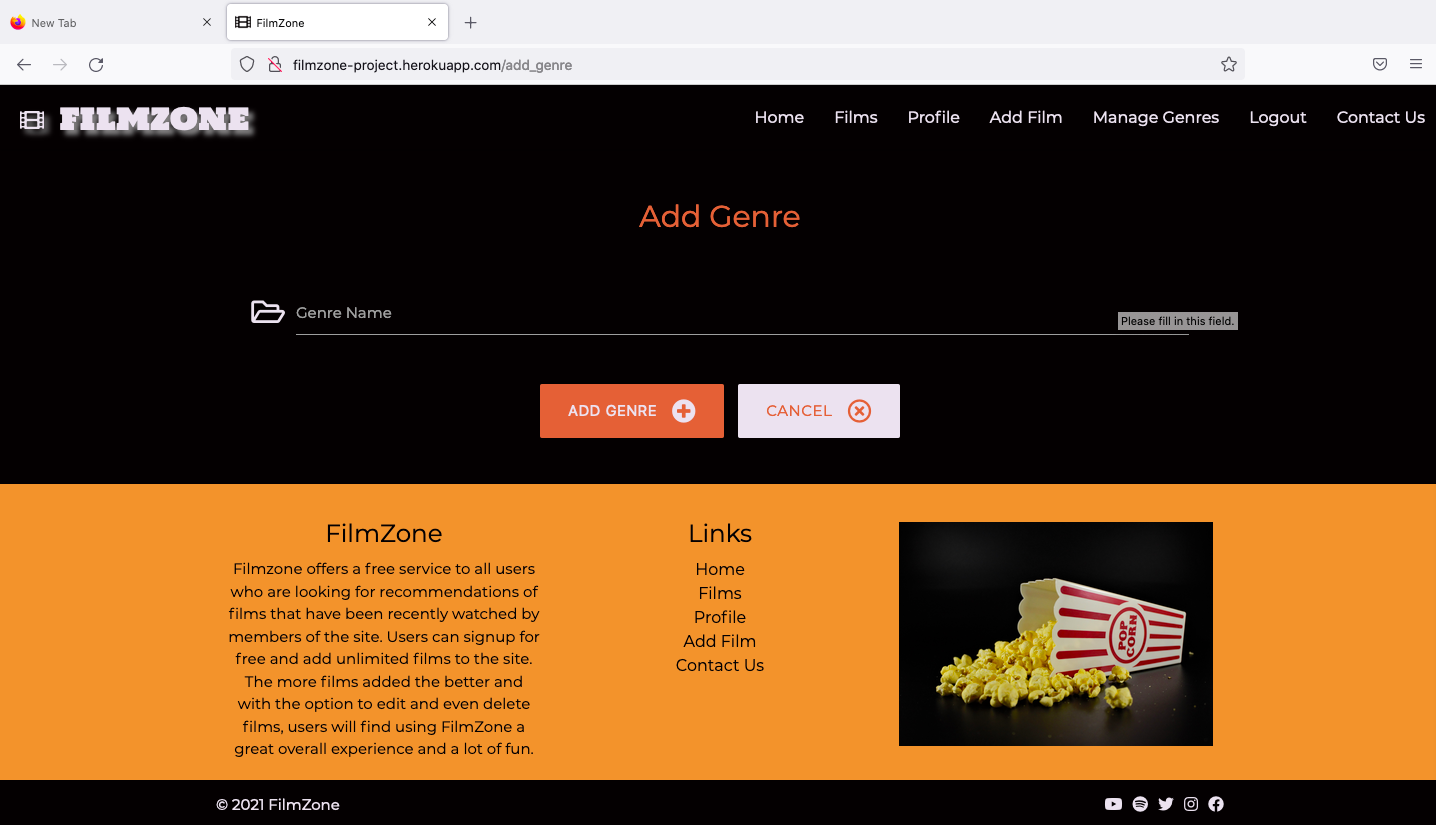 New Tab
FilmZone
filmzone-project.herokuapp.com/add_genre
FILMZONE
Home Films Profile Add Film Manage Genres Logout Contact Us
Add Genre
Genre Name
Please fill in this field.
ADD GENRE
CANCEL
FilmZone
Filmzone offers a free service to all users
who are looking for recommendations of
films that have been recently watched by
members of the site. Users can signup for
free and add unlimited films to the site.
The more films added the better and
with the option to edit and even delete
films, users will find using FilmZone a
great overall experience and a lot of fun.
Links
Home
Films
Profile
Add Film
Contact Us
POP
CORN
© 2021 FilmZone